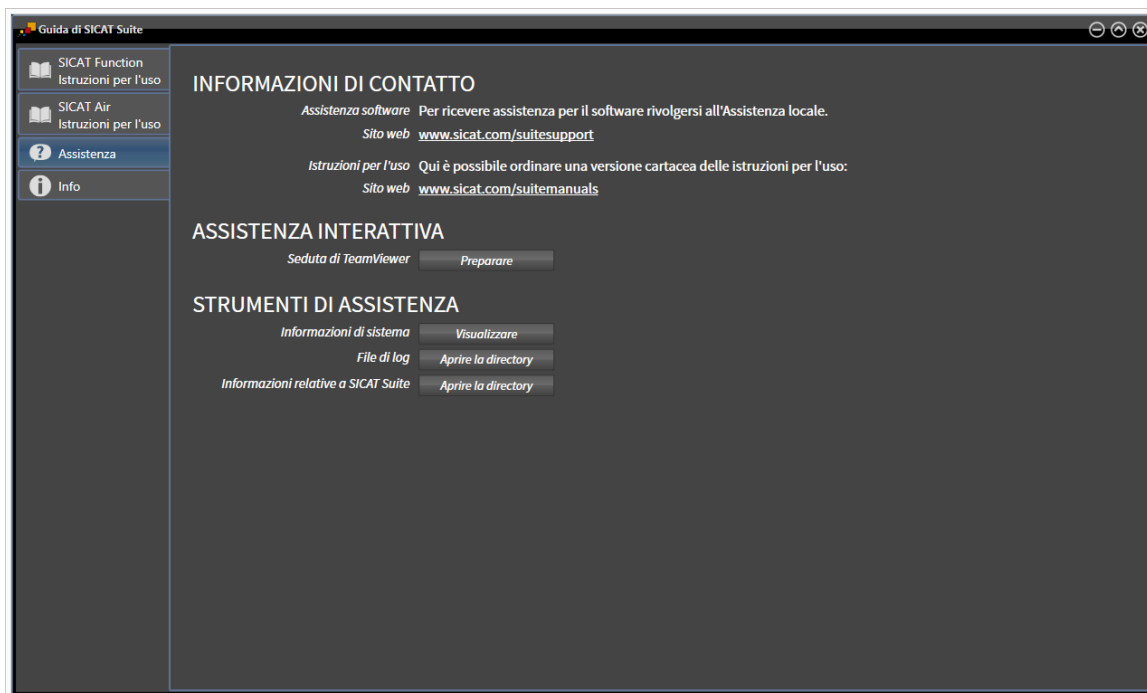 Guida di SICAT Suite
SICAT Function
Istruzioni per l'uso
SICAT Air
Istruzioni per l'uso
Assistenza
Info
INFORMAZIONI DI CONTATTO
Assistenza software Per ricevere assistenza per il software rivolgersi all'Assistenza locale.
Sito web www.sicat.com/suitesupport
Istruzioni per l'uso Qui è possibile ordinare una versione cartacea delle istruzioni per l'uso:
Sito web www.sicat.com/suitemanuals
ASSISTENZA INTERATTIVA
Seduta di TeamViewer Preparare
STRUMENTI DI ASSISTENZA
Informazioni di sistema Visualizzare
File di log Aprire la directory
Informazioni relative a SICAT Suite Aprire la directory